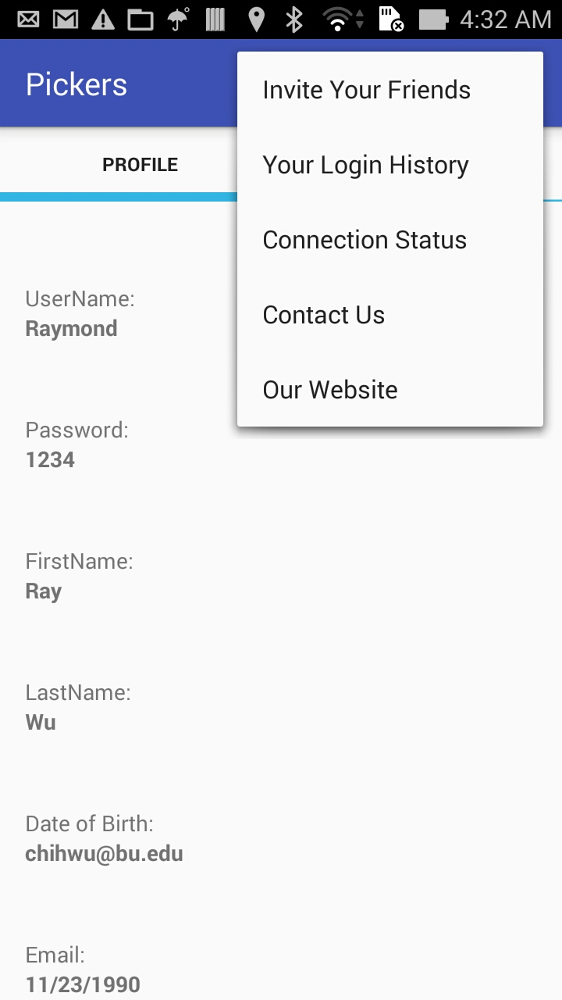 4:32 AM
Pickers
Invite Your Friends
Your Login History
Connection Status
Contact Us
Our Website
PROFILE
UserName:
Raymond
Password:
1234
FirstName:
Ray
LastName:
Wu
Date of Birth:
chihwu@bu.edu
Email:
11/23/1990